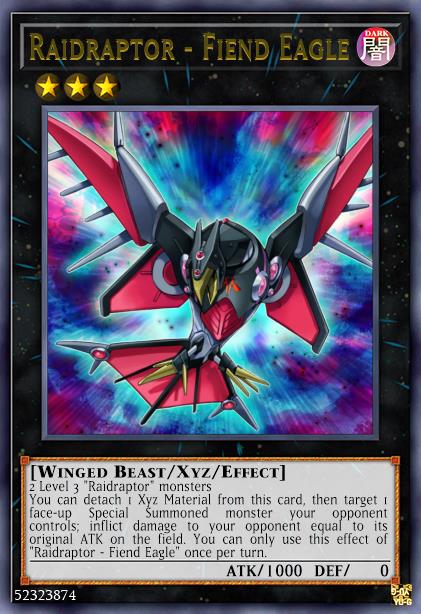 Raidraptor - Fiend Eagle
DARK
闇
[Winged Beast/Xyz/Effect]
2 Level 3 "Raidraptor" monsters
You can detach 1 Xyz Material from this card, then target 1
face-up Special Summoned monster your opponent
controls; inflict damage to your opponent equal to its
original ATK on the field. You can only use this effect of
"Raidraptor - Fiend Eagle" once per turn.
ATK/1000 DEF/ 0
52323874